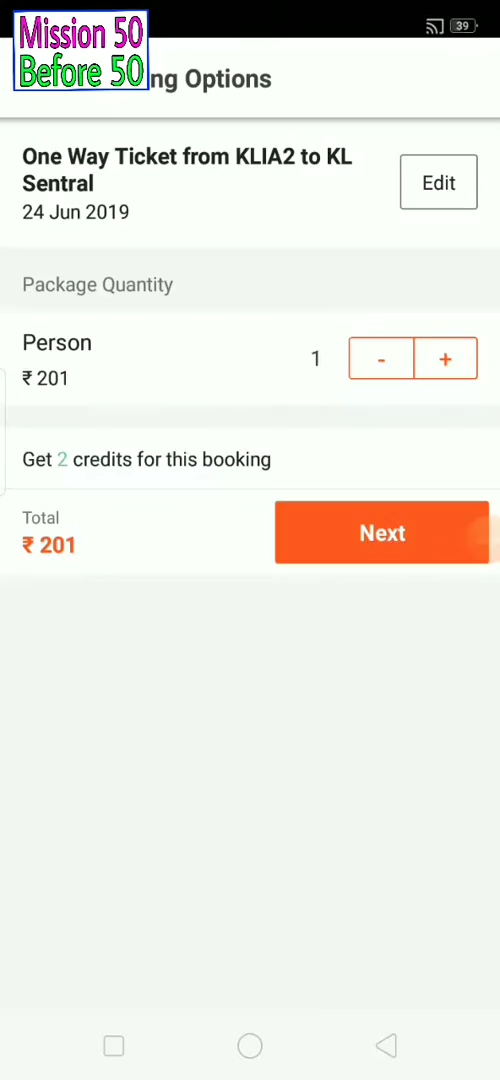 39
Mission 50
Before 50
ng Options
One Way Ticket from KLIA2 to KL
Sentral
Edit
24 Jun 2019
Package Quantity
Person
1 - +
₹ 201
Get 2 credits for this booking
Total
₹ 201
Next